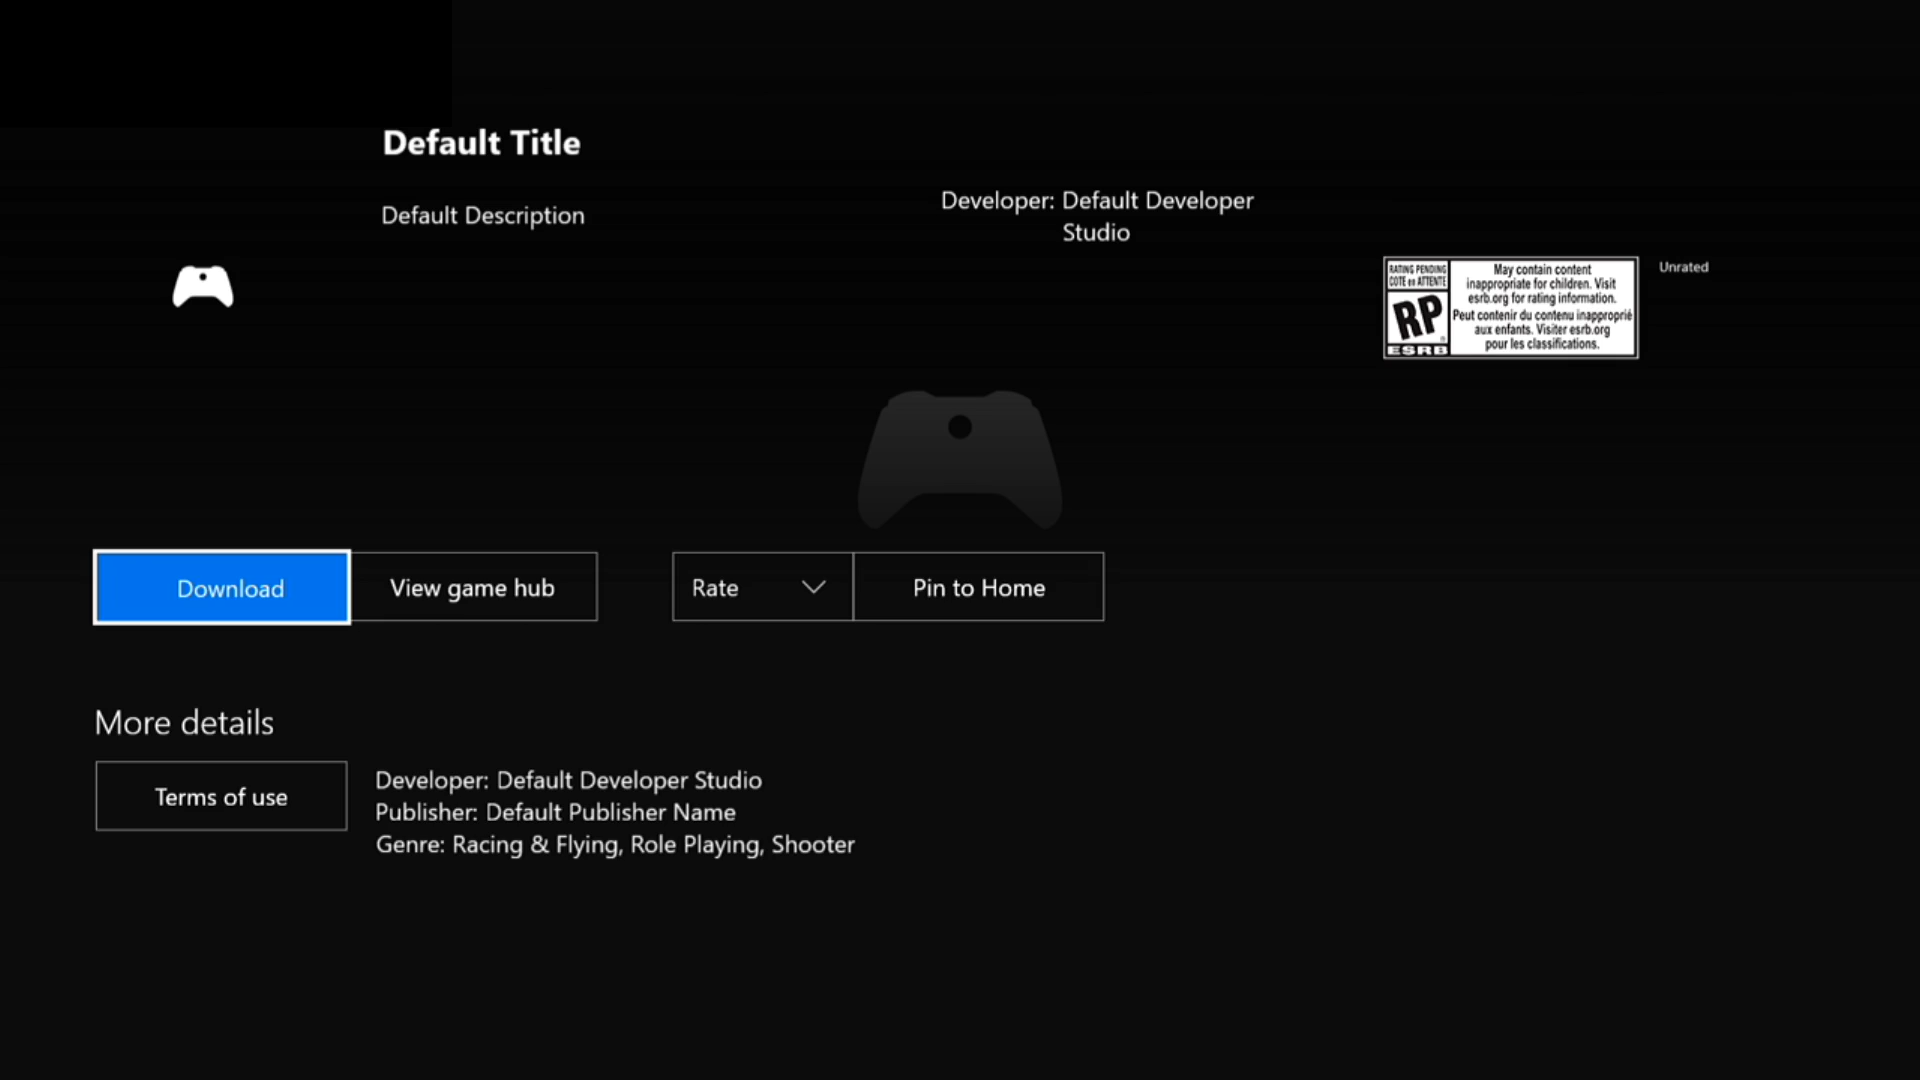 Default Title
Default Description
Developer: Default Developer
Studio
RATING PENDING
COTE en ATTENTE
RP
ESRB
May contain content
inappropriate for children. Visit
esrb.org for rating information.
Peut contenir du contenu inapproprié
aux enfants. Visiter esrb.org
pour les classifications.
Unrated
Download
View game hub
Rate
Pin to Home
More details
Terms of use
Developer: Default Developer Studio
Publisher: Default Publisher Name
Genre: Racing & Flying, Role Playing, Shooter